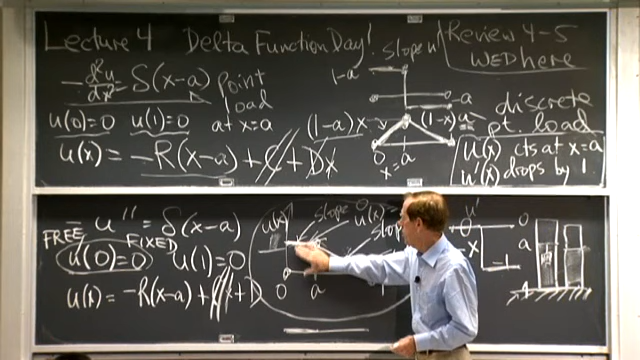 Lecture 4 Delta Function Day!
slope u'
Review 4-5
WED here
-d²u/dx² = δ(x-a) point
load
at x=a
u(0)=0 u(1)=0
u(x) = -R(x-a) + C + Dx
1-a
a
(1-a)x
(1-x)a
0 a 1
x=a
discrete
pt. load
u(x) cts at x=a
u'(x) drops by 1
-u'' = δ(x-a)
FREE FIXED
u'(0)=0 u(1)=0
u(x) = -R(x-a) + Cx + D
u(x)
slope 0
u(x)
slope
0 a 1
u'
0
-1
0
a